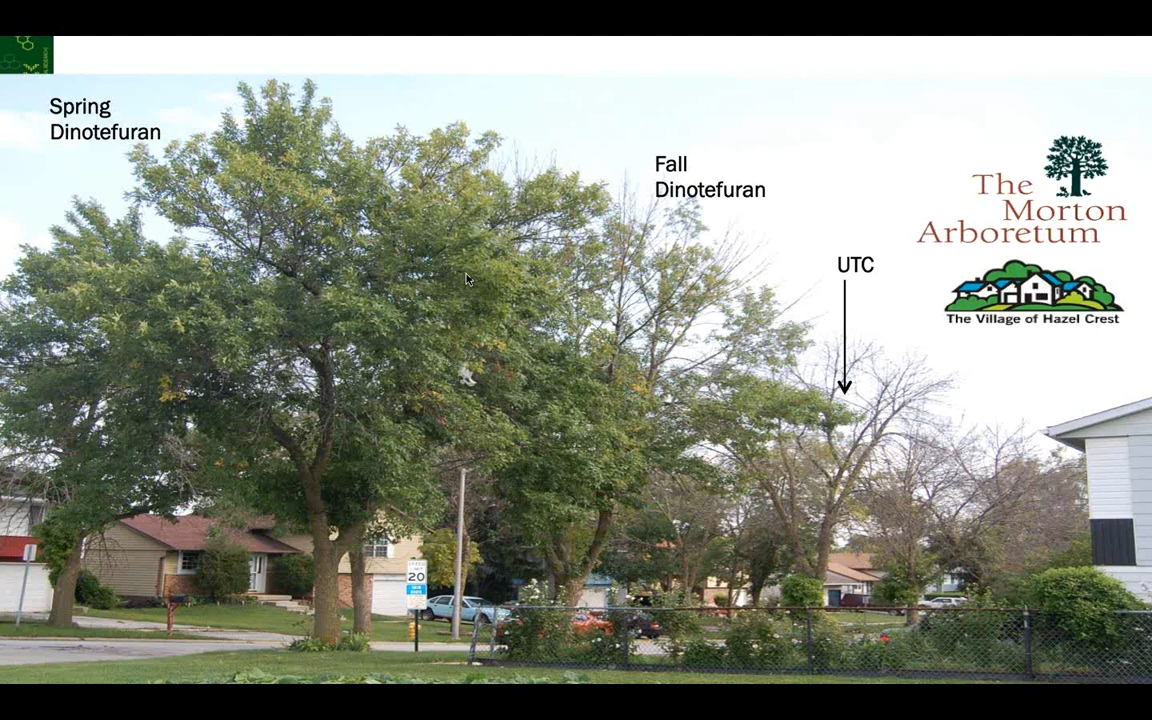 Spring
Dinotefuran
Fall
Dinotefuran
UTC
The
Morton
Arboretum
The Village of Hazel Crest
SPEED
LIMIT
20